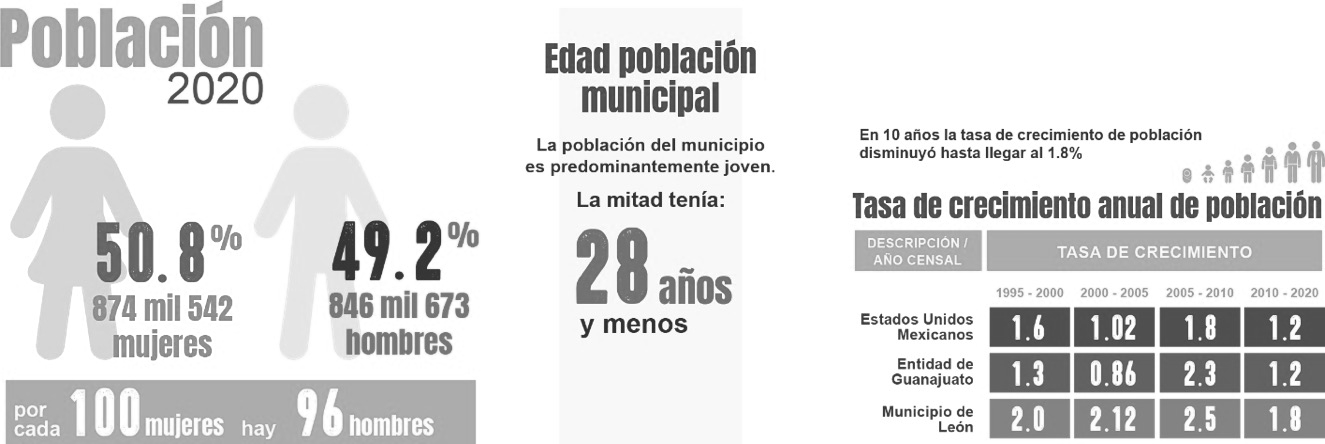 Población
2020
50.8%
874 mil 542
mujeres
49.2%
846 mil 673
hombres
por cada 100 mujeres hay 96 hombres
Edad población
municipal
La población del municipio
es predominantemente joven.
La mitad tenía:
28 años
y menos
En 10 años la tasa de crecimiento de población
disminuyó hasta llegar al 1.8%
Tasa de crecimiento anual de población
DESCRIPCIÓN /
AÑO CENSAL
TASA DE CRECIMIENTO
1995 - 2000 2000 - 2005 2005 - 2010 2010 - 2020
Estados Unidos
Mexicanos
1.6 1.02 1.8 1.2
Entidad de
Guanajuato
1.3 0.86 2.3 1.2
Municipio de
León
2.0 2.12 2.5 1.8